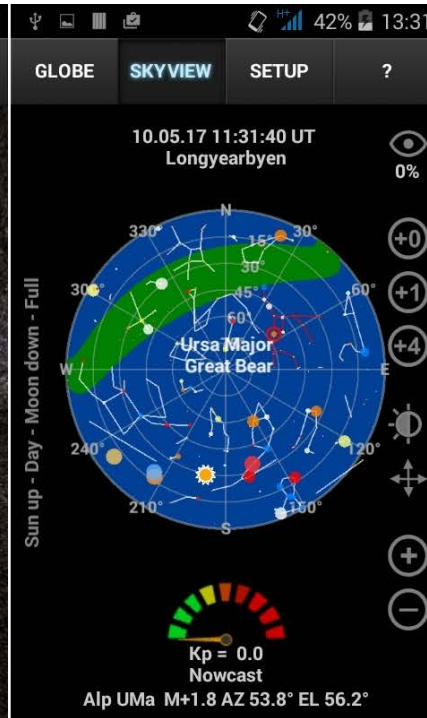 H+ 42% 13:31
GLOBE SKYVIEW SETUP ?
10.05.17 11:31:40 UT
Longyearbyen
0%
N
330° 15° 30°
+0
30°
300° 45° 60°
+1
60°
+4
Ursa Major
W E
Great Bear
240° 120°
210° 150°
S
Sun up - Day - Moon down - Full
Kp = 0.0
Nowcast
Alp UMa M+1.8 AZ 53.8° EL 56.2°